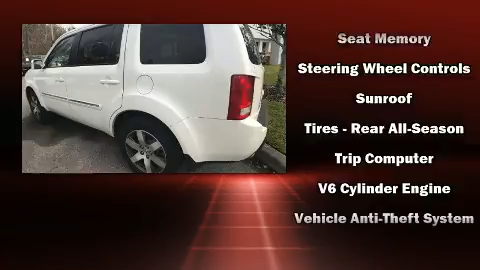 Seat Memory
Steering Wheel Controls
Sunroof
Tires - Rear All-Season
Trip Computer
V6 Cylinder Engine
Vehicle Anti-Theft System